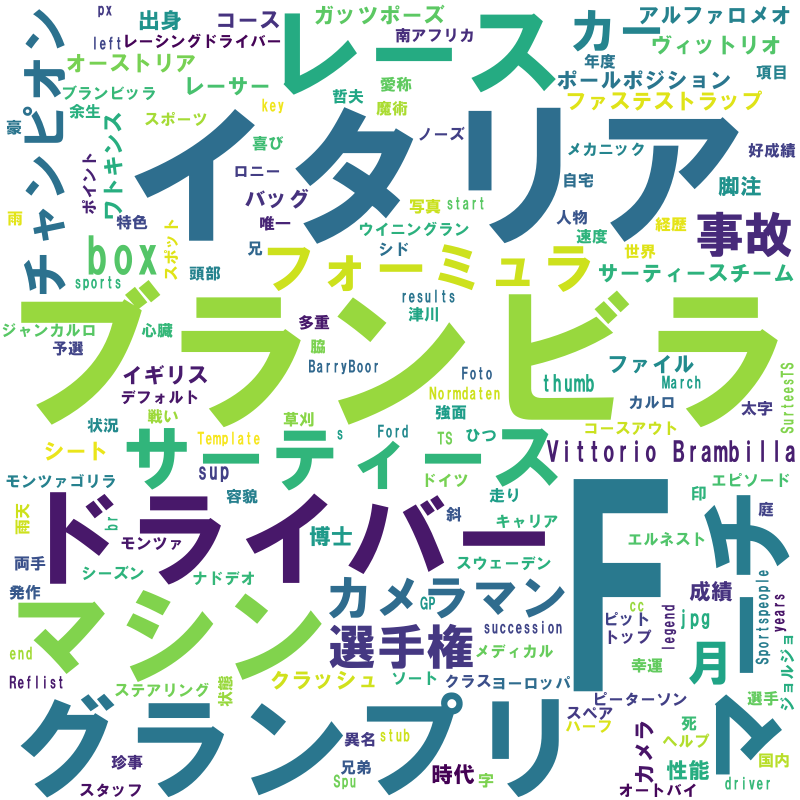 px
出身
コース
ガッツポーズ
カー
アルファロメオ
left
レーシングドライバー
レース
南アフリカ
ヴィットリオ
オーストリア
レーサー
愛称
年度
ポールポジション
項目
ブランビッラ
哲夫
チャンピオン
余生
key
魔術
ファステストラップ
豪
スポーツ
イタリア
ワトキンス
喜び
ノーズ
メカニック
好成績
ポイント
ロニー
自宅
脚注
バッグ
写真
start
雨
特色
唯一
ウイニングラン
人物
経歴
事故
スポット
兄
シド
速度
世界
box
頭部
フォーミュラ
サーティースチーム
sports
results
ブランビラ
ジャンカルロ
心臓
多重
津川
予選
脇
イギリス
BarryBoor
Foto
thumb
ファイル
March
SurteesTS
デフォルト
Normdaten
カルロ
太字
状況
戦い
草刈
強面
コースアウト
シート
サーティース
Template
s
Ford
TS
ひつ
Vittorio Brambilla
モンツァゴリラ
sup
ドイツ
F
エピソード
容貌
走り
マーチ
印
庭
雨天
br
ドライバー
斜
キャリア
モンツァ
博士
エルネスト
両手
スウェーデン
発作
シーズン
ナドデオ
カメラマン
成績
Sportspeople
years
マシン
GP
cc
ピット
jpg
選手権
succession
トップ
legend
end
メディカル
月
幸運
Reflist
クラッシュ
ソート
クラス
ヨーロッパ
ジョルジョ
ステアリング
状態
ピーターソン
選手
グランプリ
スペア
ハーフ
異名
stub
カメラ
死
ヘルプ
珍事
兄弟
時代
性能
国内
スタッフ
Spu
字
オートバイ
driver